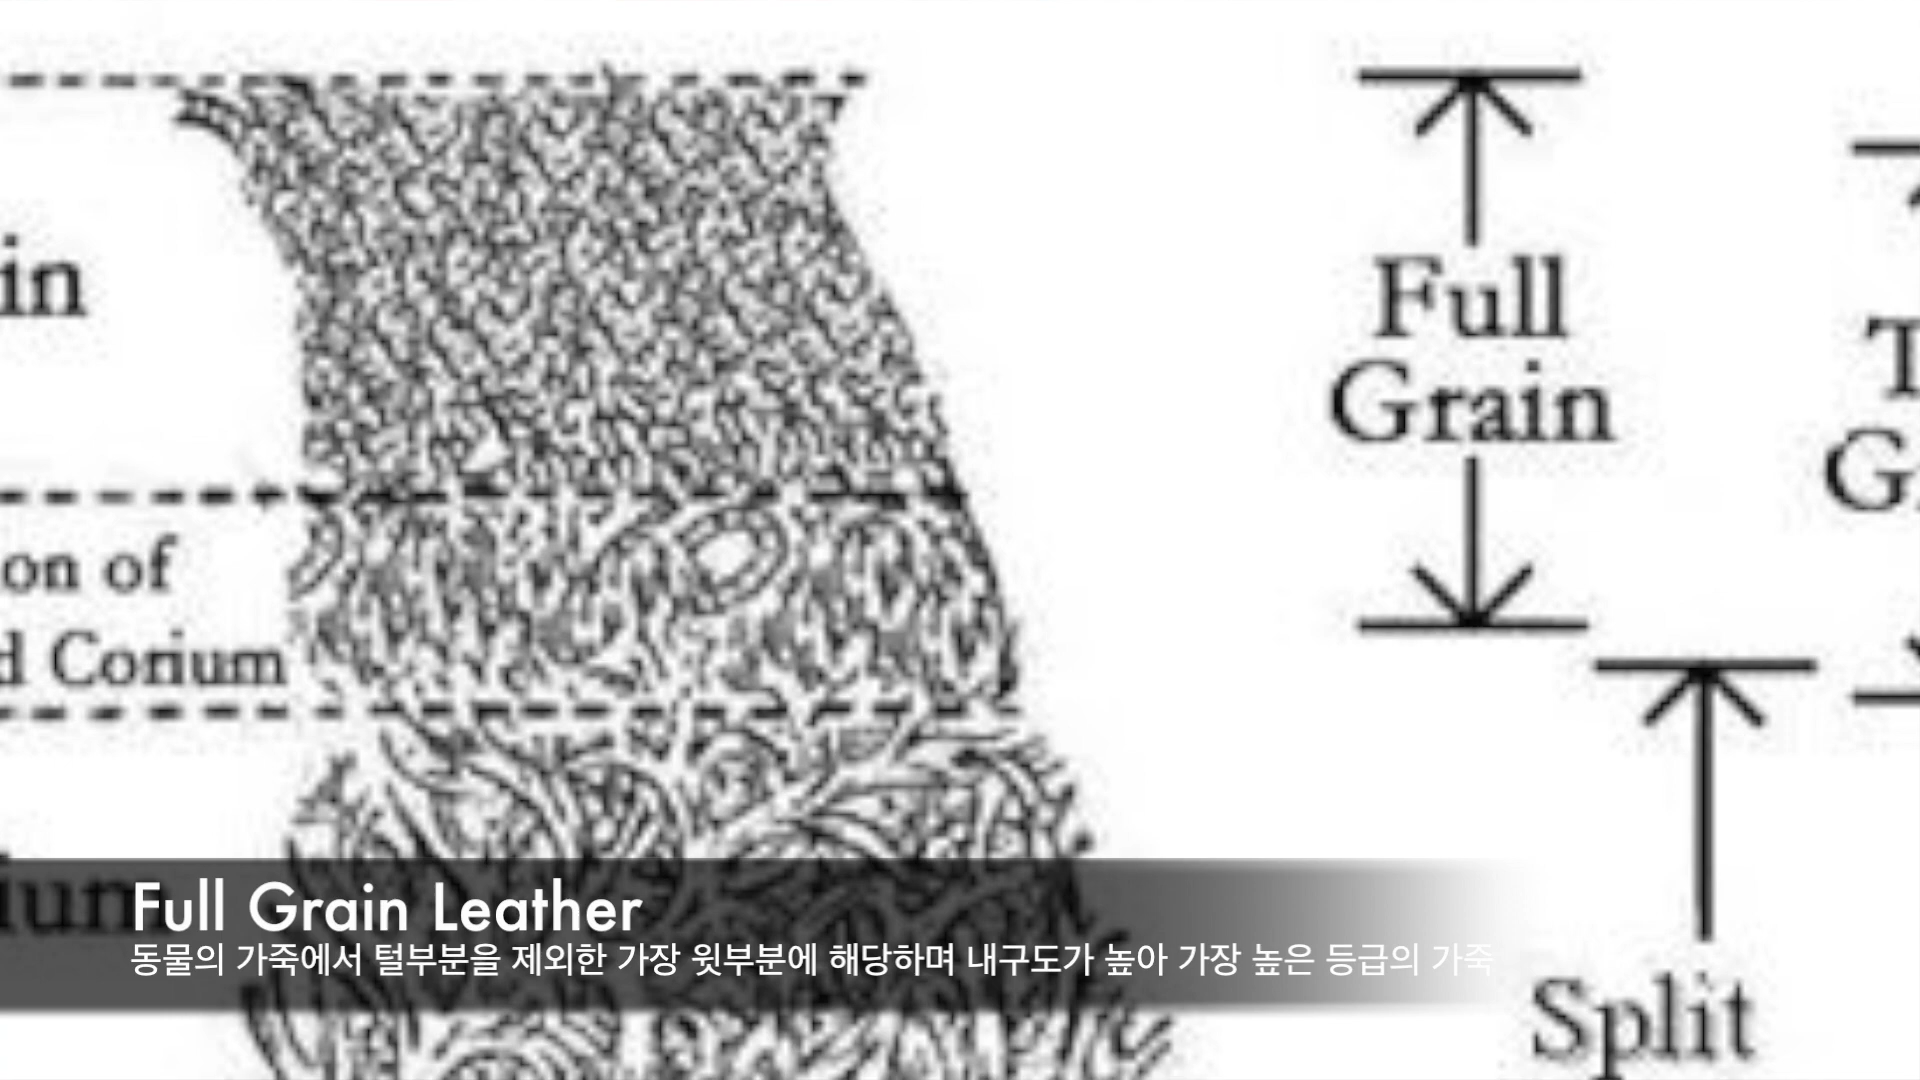 in
on of
d Corium
Full
Grain
T
G
Full Grain Leather
동물의 가죽에서 털부분을 제외한 가장 윗부분에 해당하며 내구도가 높아 가장 높은 등급의 가죽
ium
Split